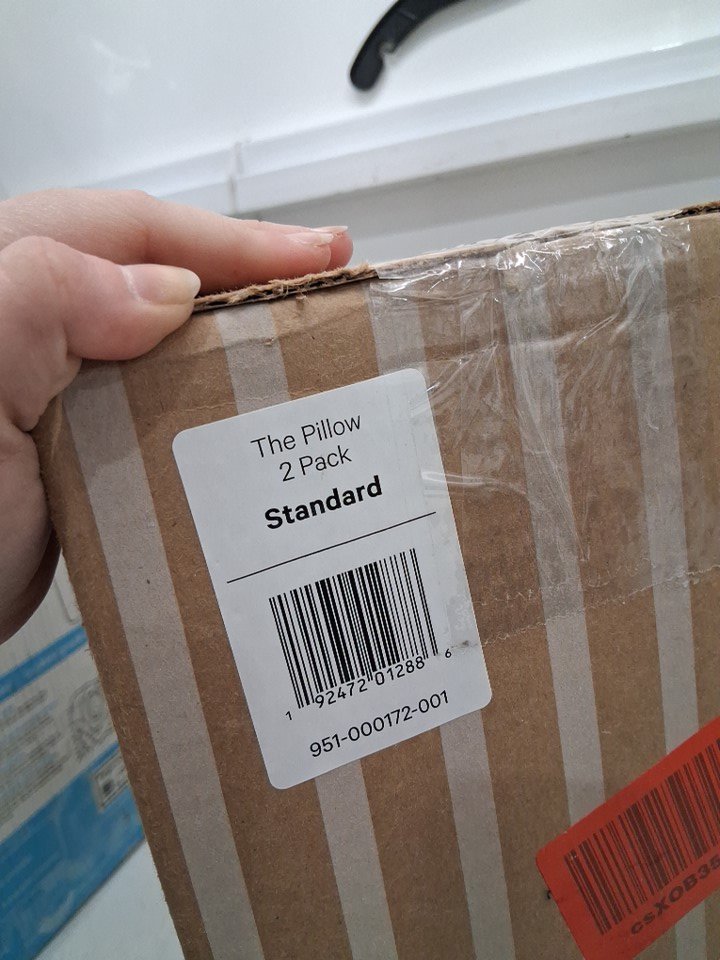 The Pillow
2 Pack
Standard
1 92472 01288 6
951-000172-001